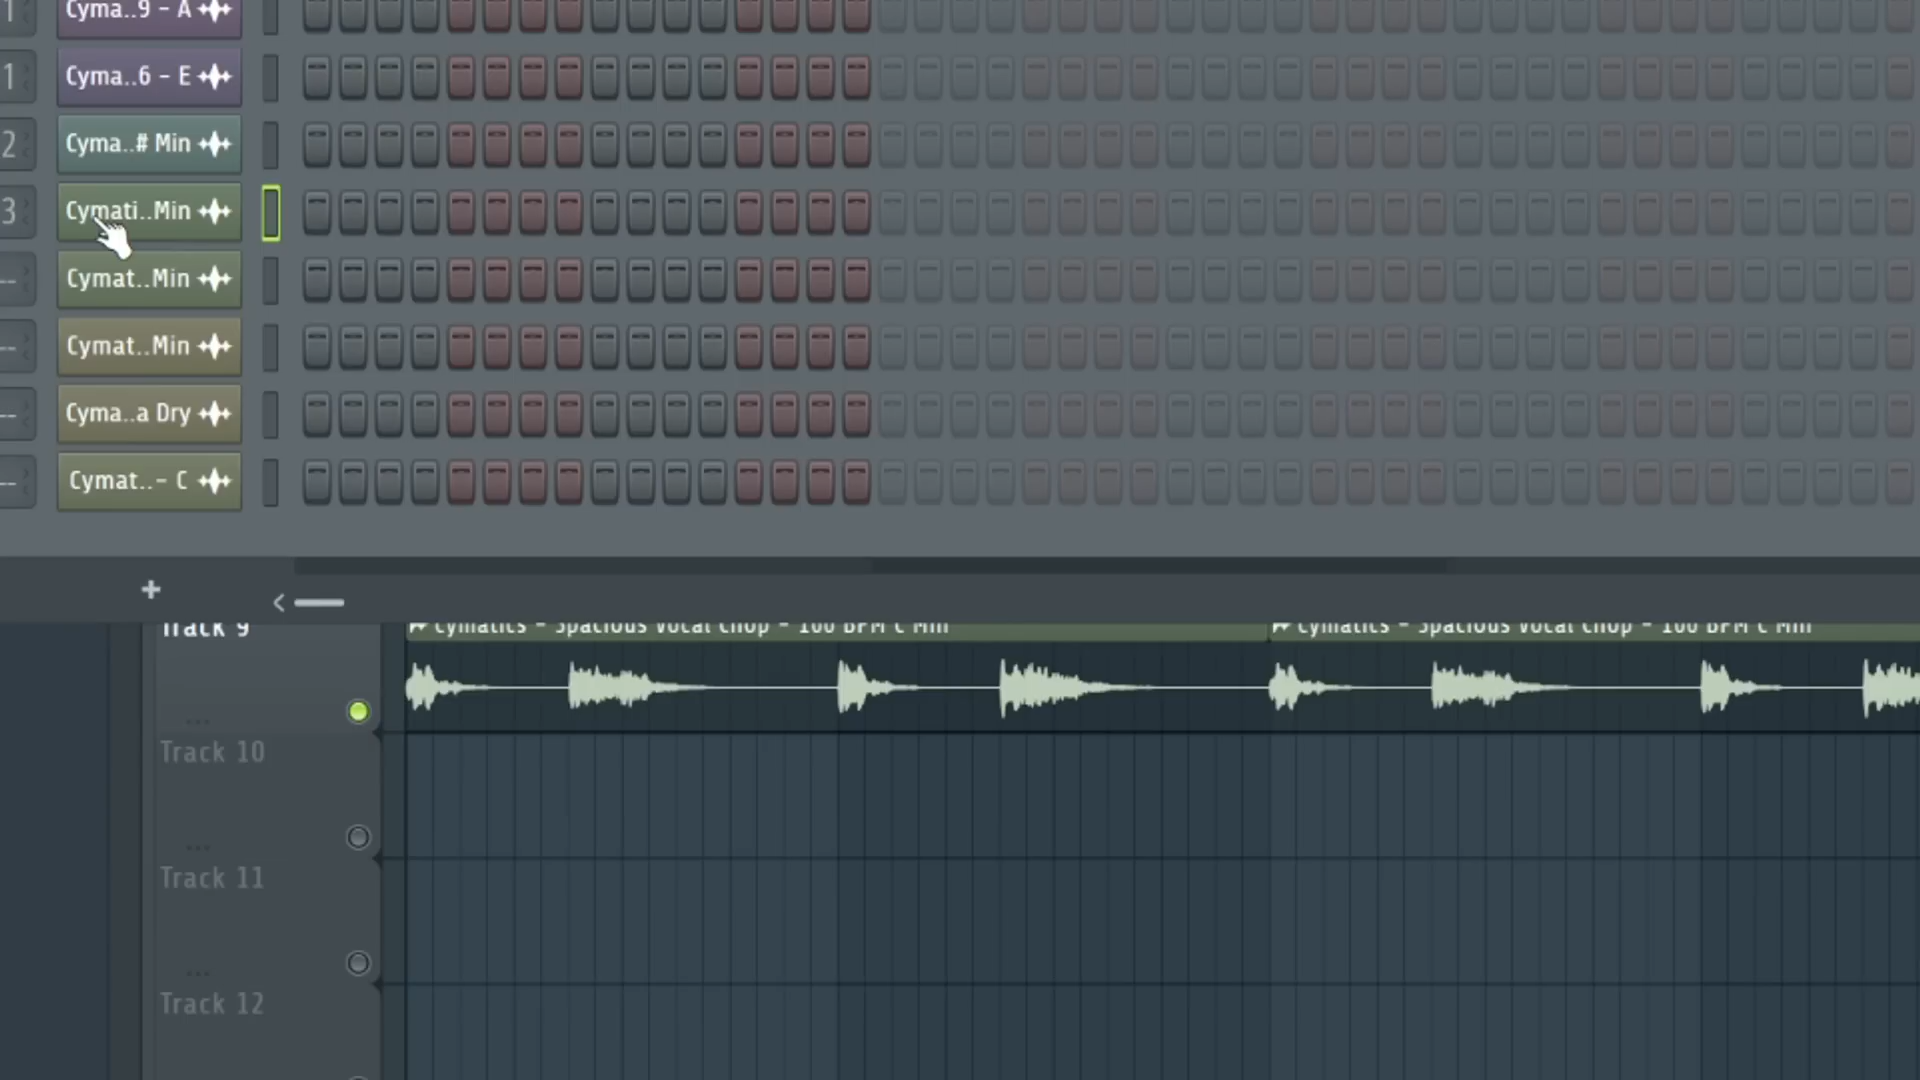 1 Cyma..9 - A
1 Cyma..6 - E
2 Cyma..# Min
3 Cymati..Min
-- Cymat..Min
-- Cymat..Min
-- Cyma..a Dry
-- Cymat..- C
+
Track 9 Cymatics - Spacious Vocal Chop - 100 BPM C Min Cymatics - Spacious Vocal Chop - 100 BPM C Min
...
Track 10
...
Track 11
...
Track 12